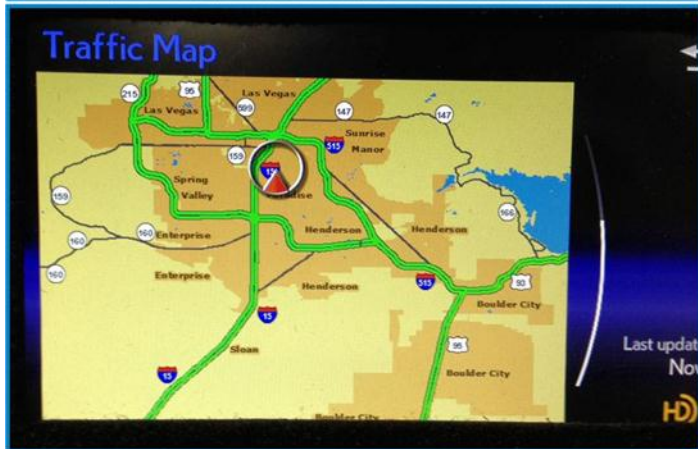 Traffic Map
215
95
Las Vegas
Las Vegas
599
147
147
Sunrise
Manor
515
159
15
Spring
Valley
Paradise
159
166
160
160
Enterprise
Henderson
Henderson
160
Enterprise
Henderson
515
93
Boulder City
15
95
Sloan
Last updat
Now
15
Boulder City
HD)
Boulder City